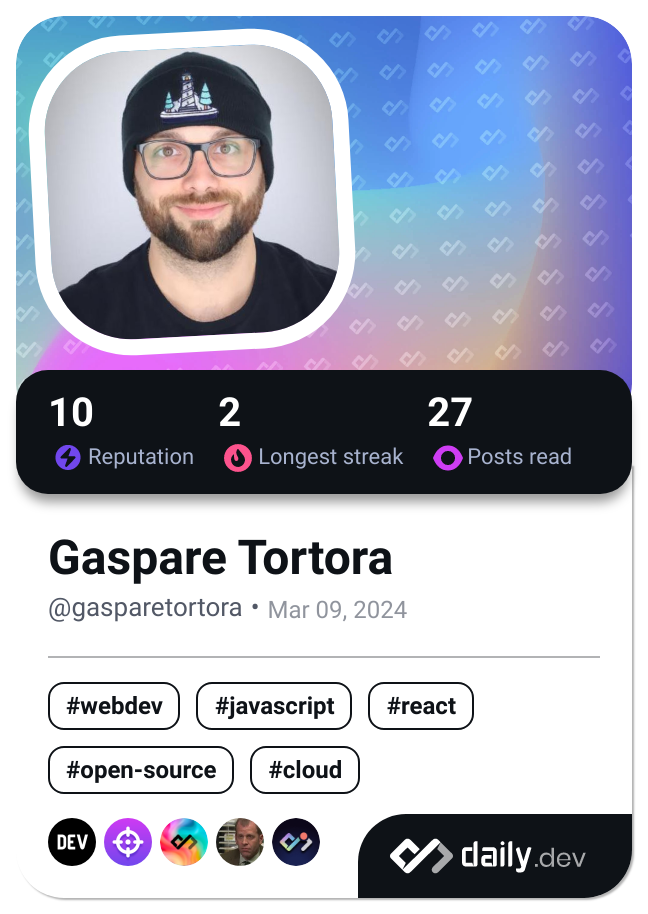 10 2 27
Reputation Longest streak Posts read
Gaspare Tortora
@gasparetortora • Mar 09, 2024
#webdev #javascript #react
#open-source #cloud
DEV
daily.dev